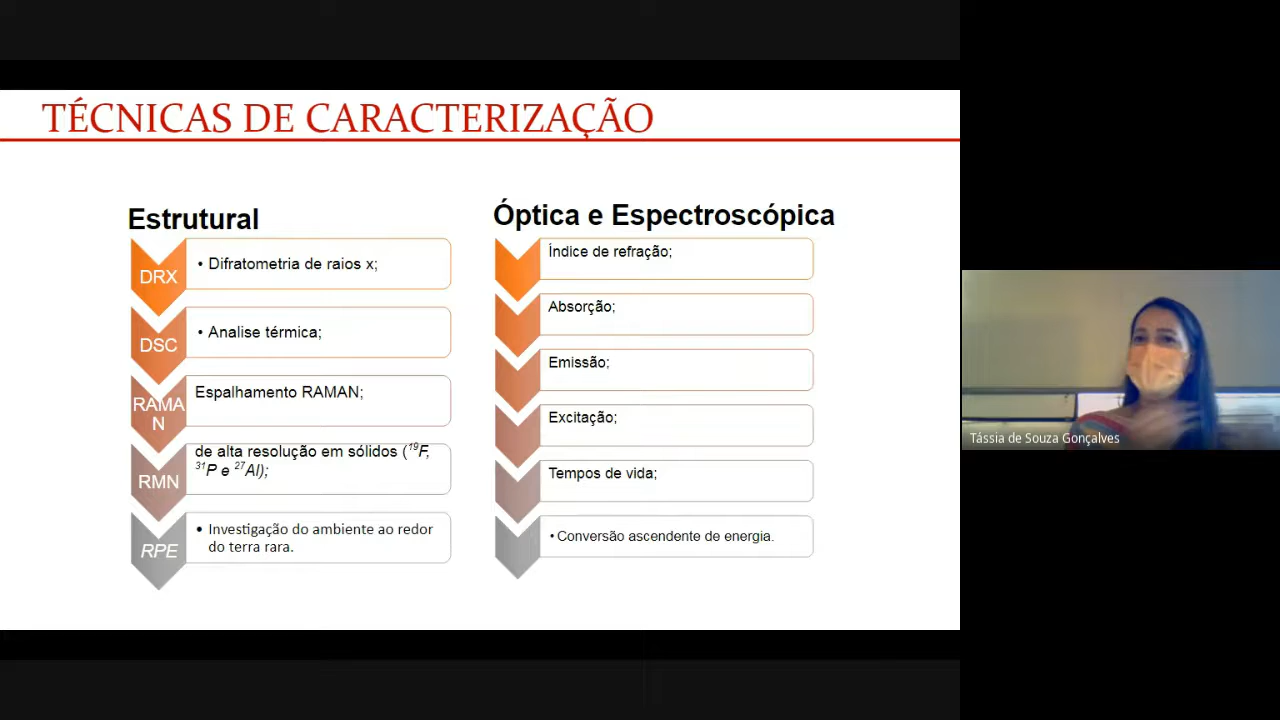 TÉCNICAS DE CARACTERIZAÇÃO
Estrutural
DRX
• Difratometria de raios x;
DSC
• Analise térmica;
RAMA
N
Espalhamento RAMAN;
RMN
de alta resolução em sólidos (¹⁹F,
³¹P e ²⁷Al);
RPE
• Investigação do ambiente ao redor
do terra rara.
Óptica e Espectroscópica
Índice de refração;
Absorção;
Emissão;
Excitação;
Tempos de vida;
• Conversão ascendente de energia.
Tássia de Souza Gonçalves